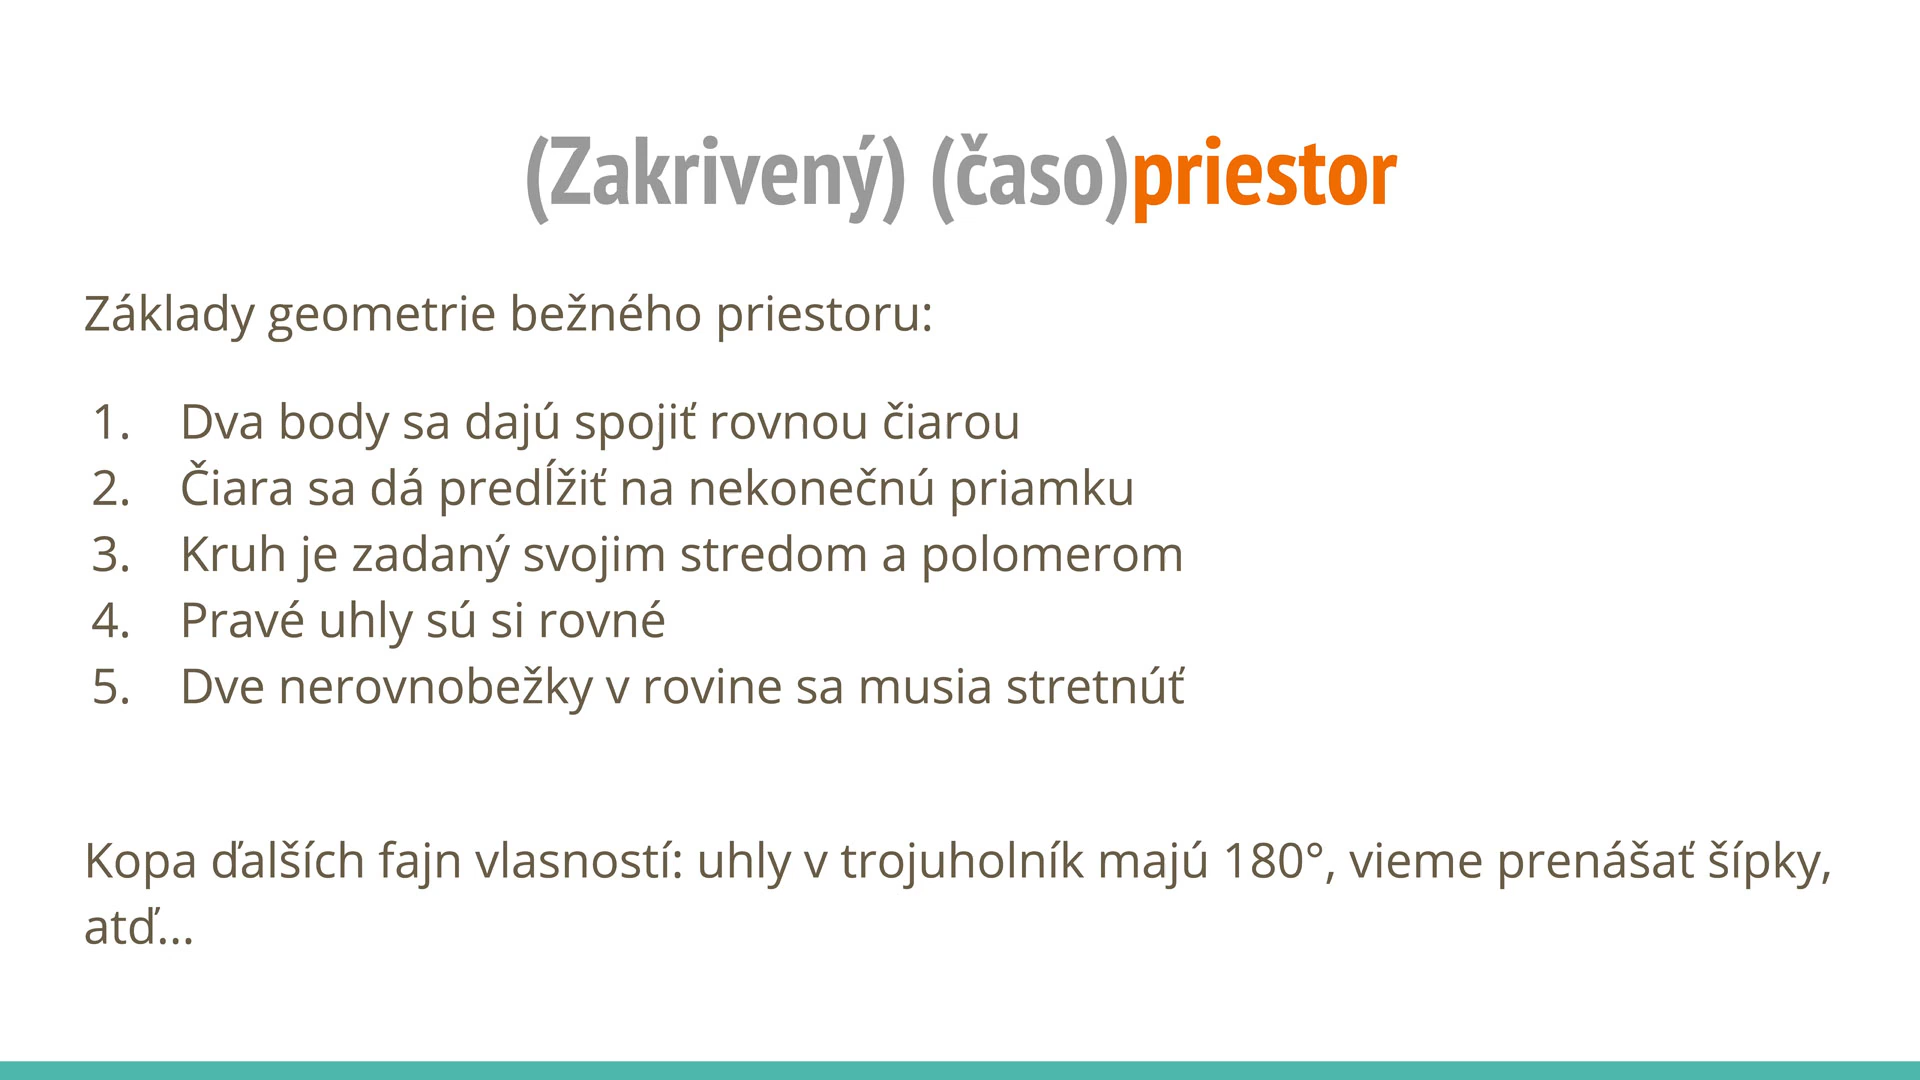 (Zakrivený) (časo)priestor
Základy geometrie bežného priestoru:
1. Dva body sa dajú spojiť rovnou čiarou
2. Čiara sa dá predĺžiť na nekonečnú priamku
3. Kruh je zadaný svojim stredom a polomerom
4. Pravé uhly sú si rovné
5. Dve nerovnobežky v rovine sa musia stretnúť
Kopa ďalších fajn vlasností: uhly v trojuholník majú 180°, vieme prenášať šípky,
atď...